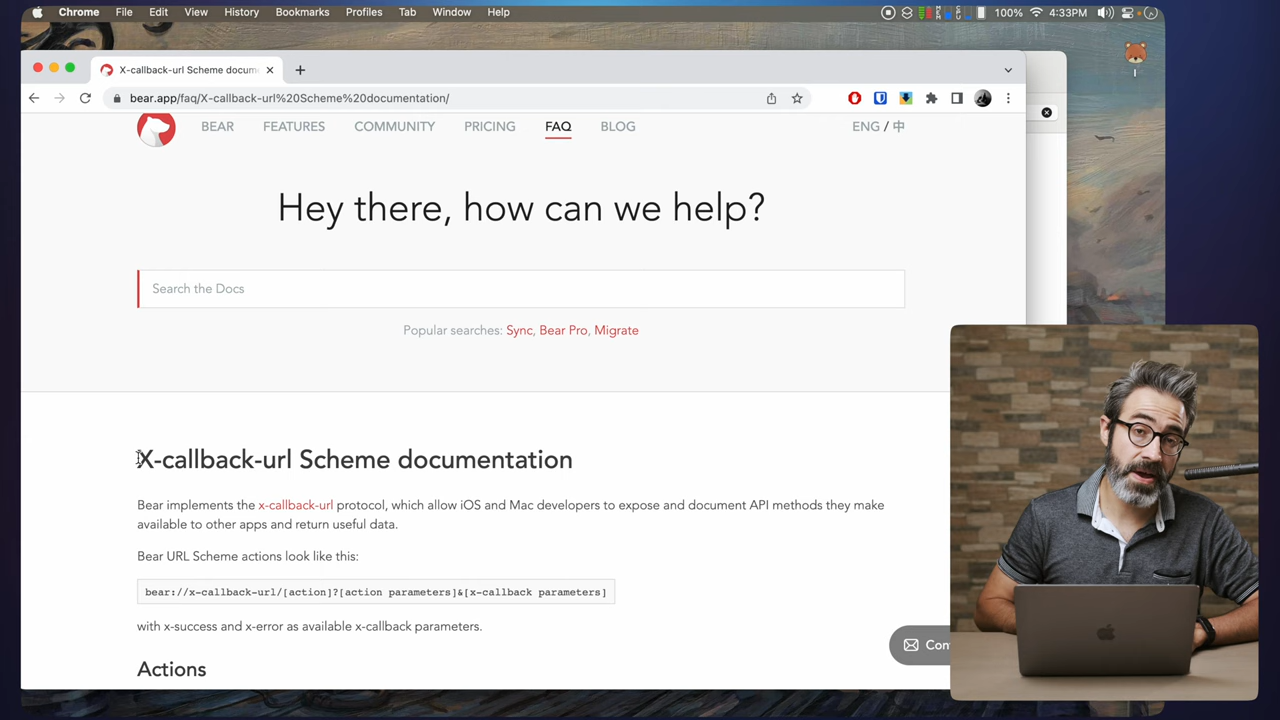 Chrome File Edit View History Bookmarks Profiles Tab Window Help 100% 4:33PM
X-callback-url Scheme docum
bear.app/faq/X-callback-url%20Scheme%20documentation/
BEAR FEATURES COMMUNITY PRICING FAQ BLOG ENG / 中
Hey there, how can we help?
Search the Docs
Popular searches: Sync, Bear Pro, Migrate
X-callback-url Scheme documentation
Bear implements the x-callback-url protocol, which allow iOS and Mac developers to expose and document API methods they make
available to other apps and return useful data.
Bear URL Scheme actions look like this:
bear://x-callback-url/[action]?[action parameters]&[x-callback parameters]
with x-success and x-error as available x-callback parameters.
Con
Actions